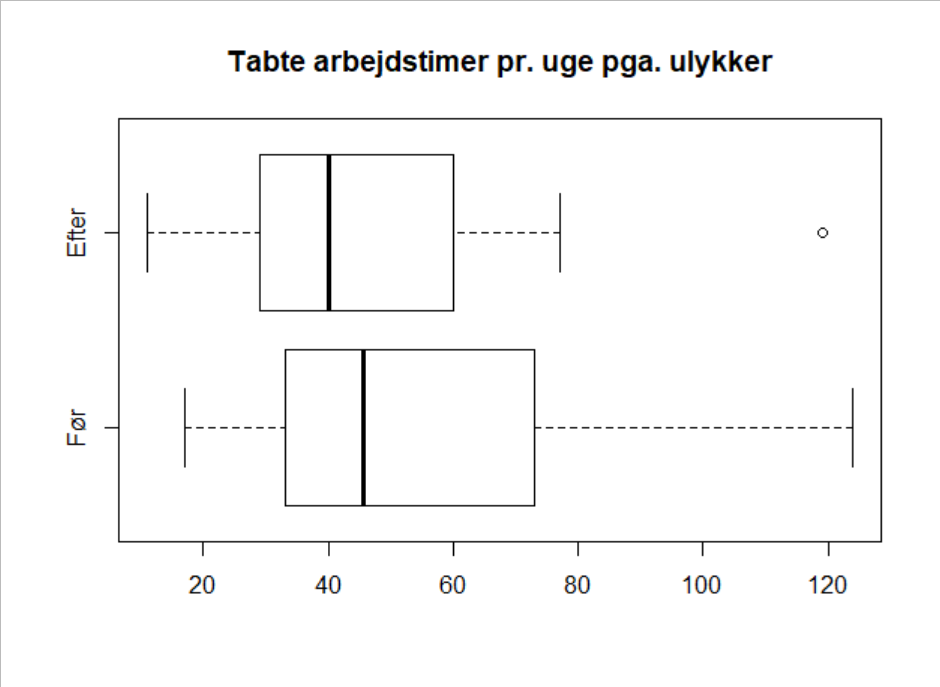 Tabte arbejdstimer pr. uge pga. ulykker
Efter
Før
20 40 60 80 100 120